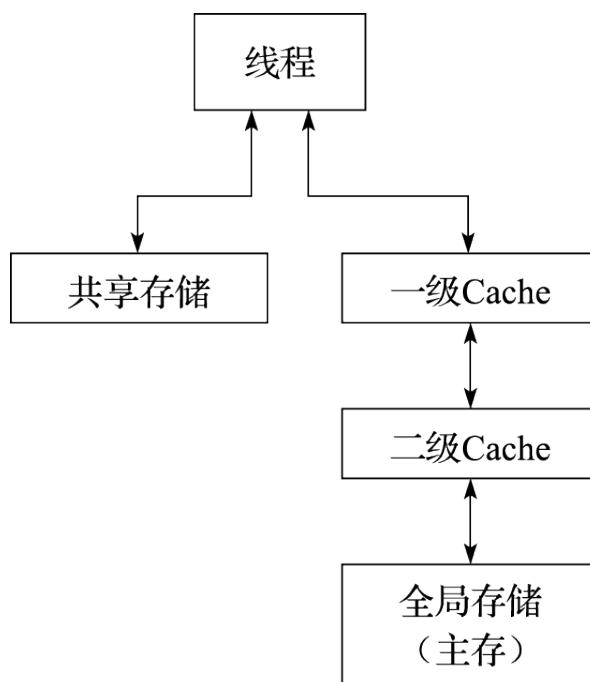 线程
共享存储
一级Cache
二级Cache
全局存储
（主存）